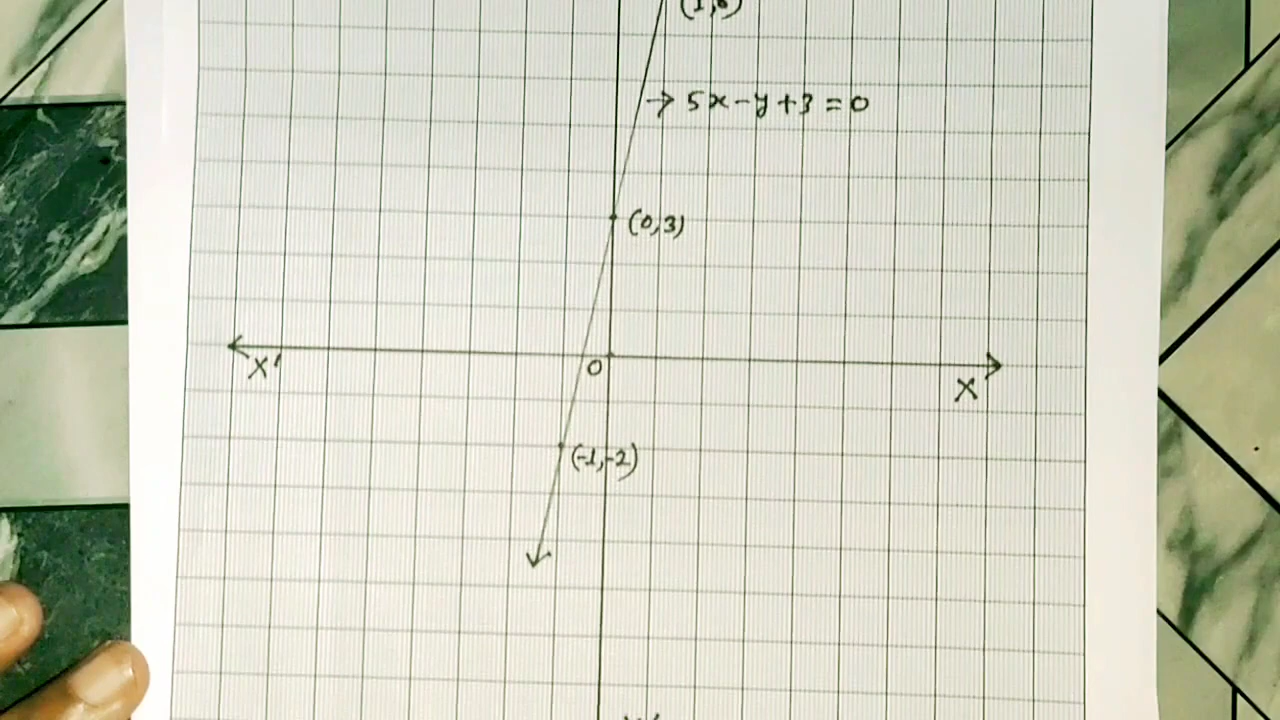 → 5x-y+3=0
(0,3)
X'
O
X
(-1,-2)